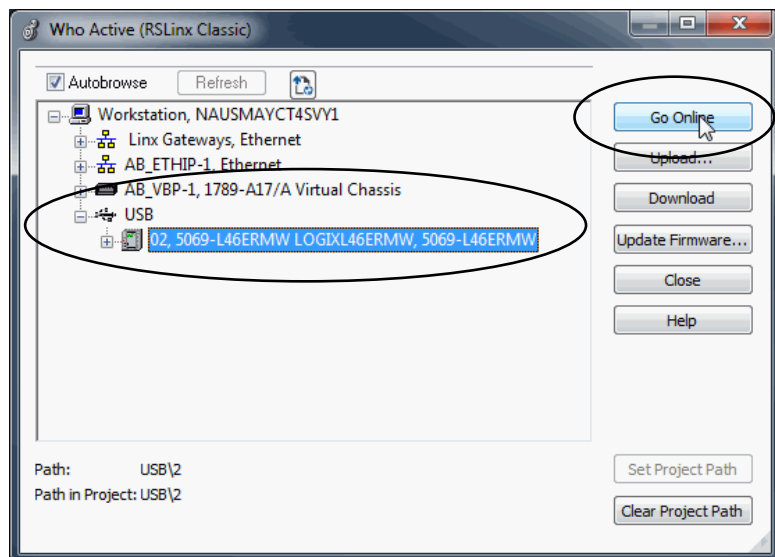 Who Active (RSLinx Classic)
Autobrowse Refresh
Workstation, NAUSMAYCT4SVY1
Linx Gateways, Ethernet
AB_ETHIP-1, Ethernet
AB_VBP-1, 1789-A17/A Virtual Chassis
USB
02, 5069-L46ERMW LOGIXL46ERMW, 5069-L46ERMW
Go Online
Upload...
Download
Update Firmware...
Close
Help
Path: USB\2
Path in Project: USB\2
Set Project Path
Clear Project Path